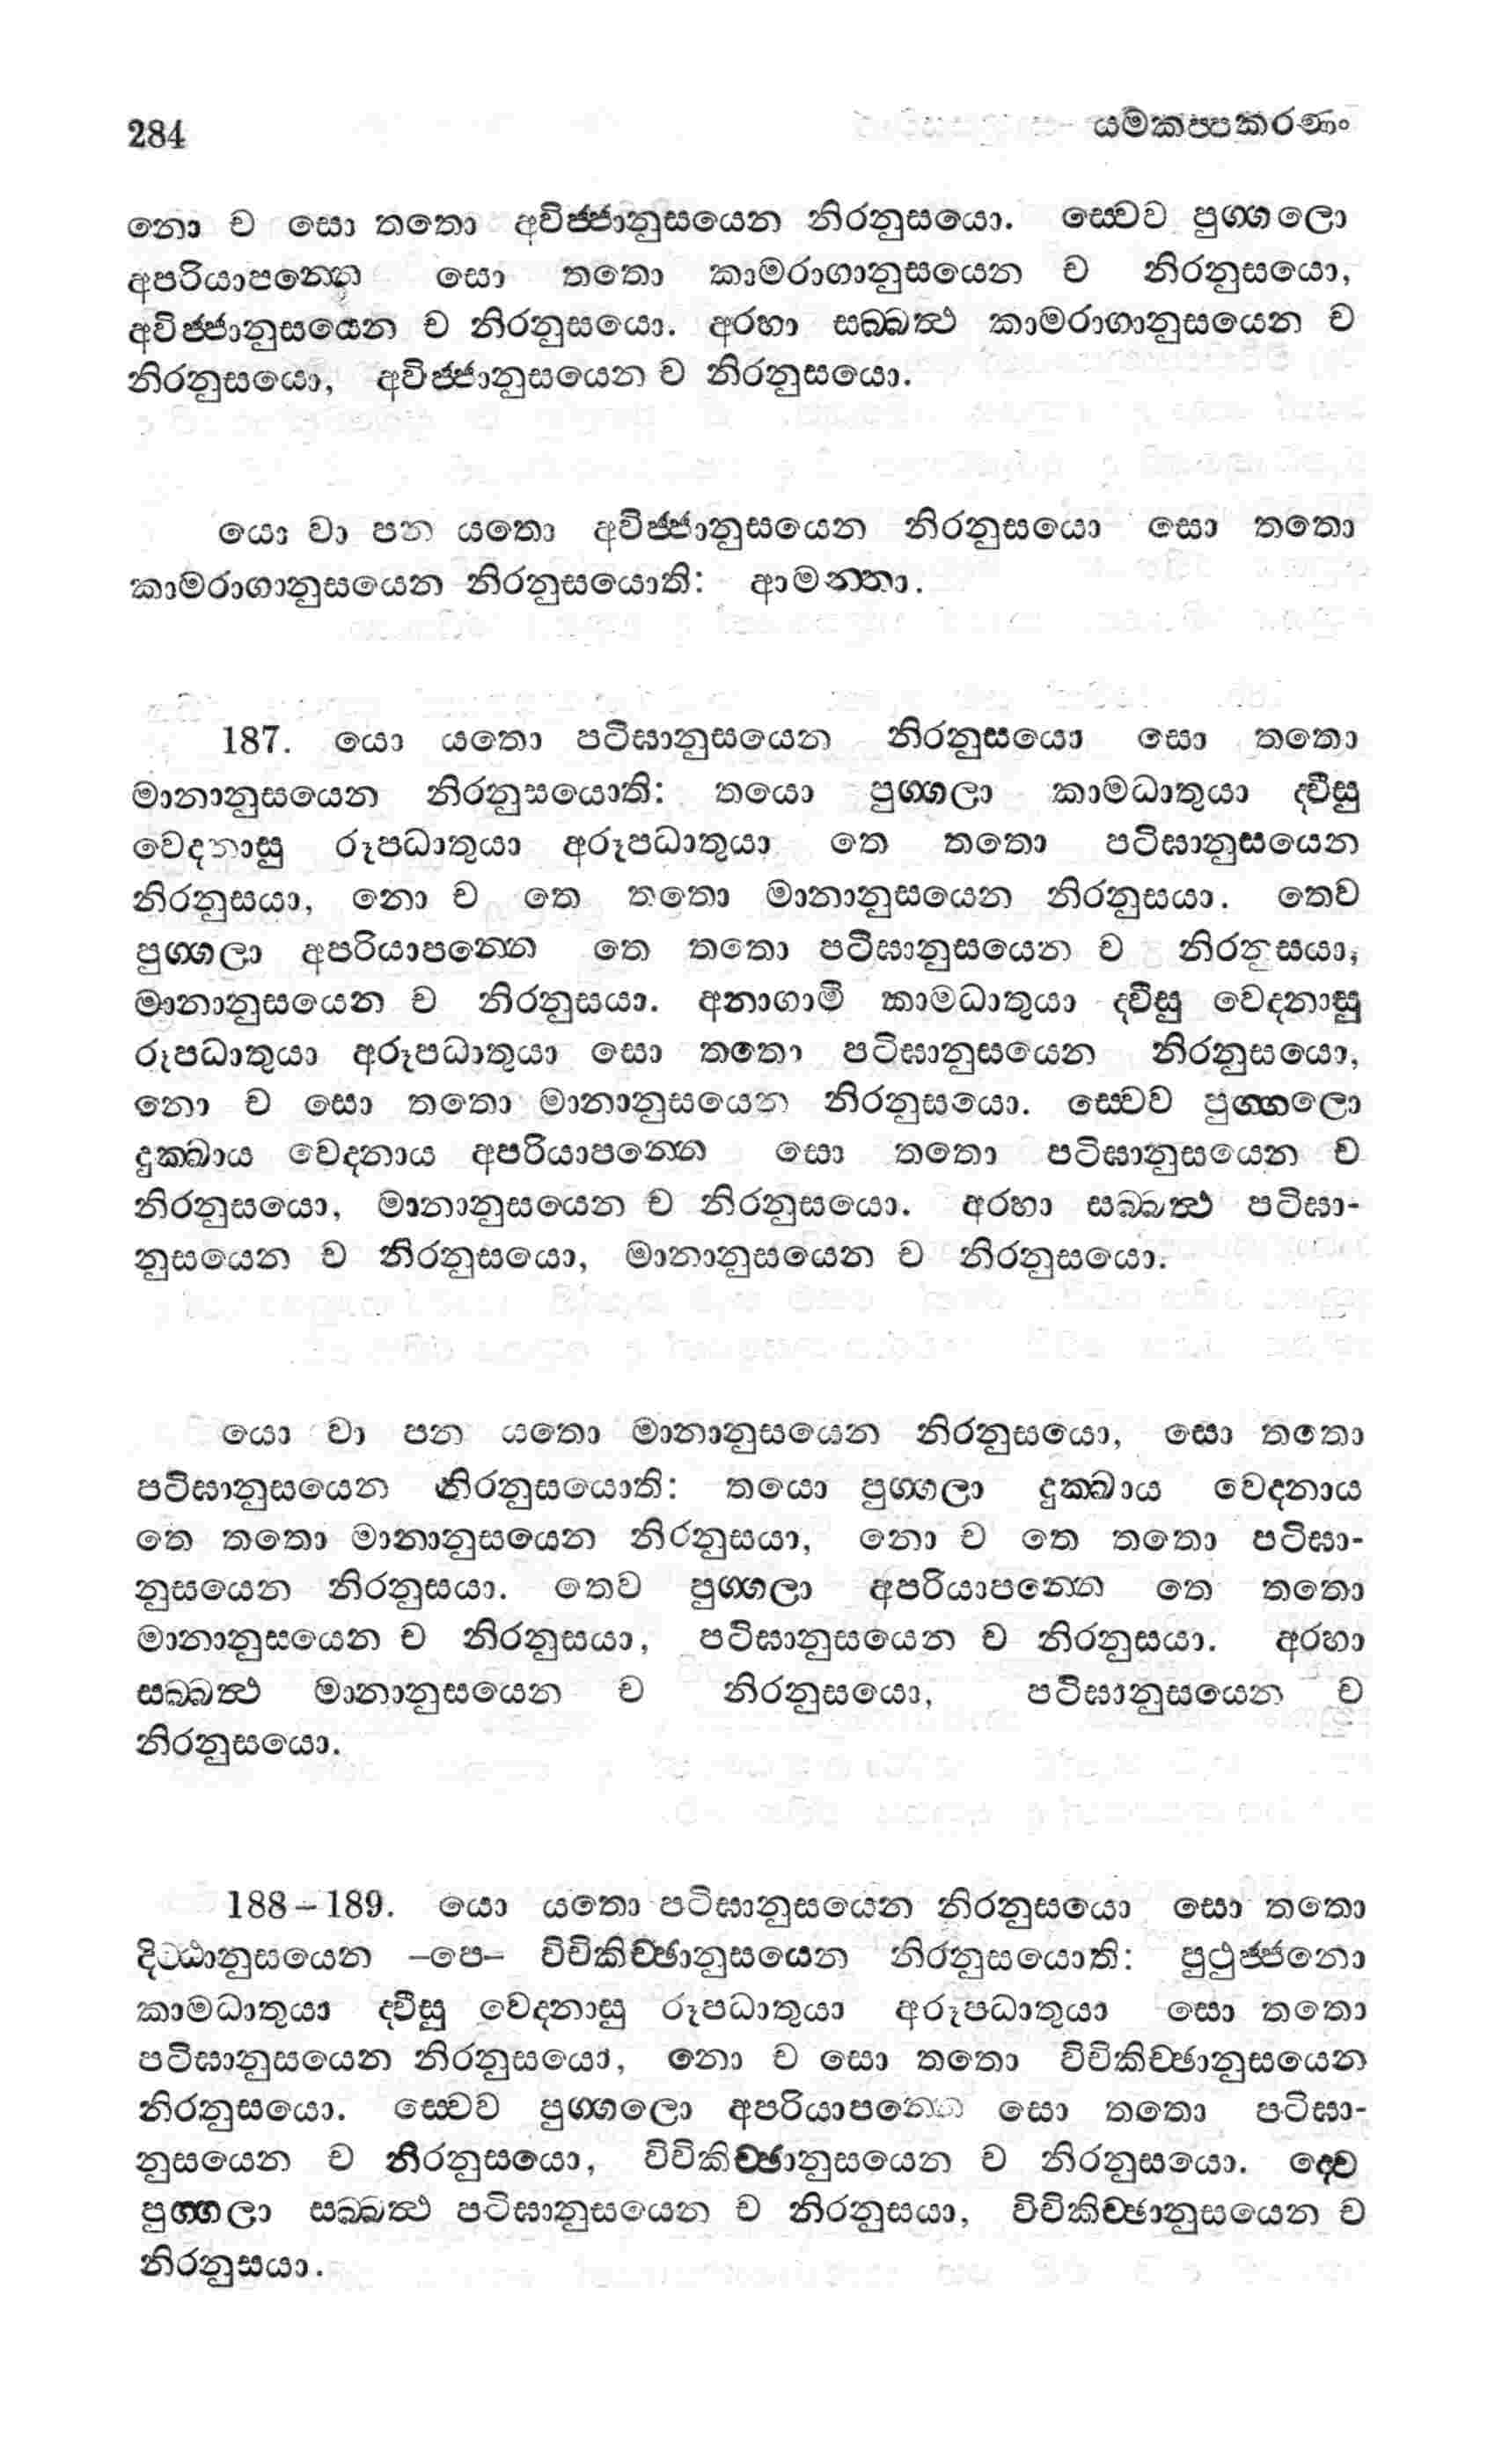 284
යමකප්පකරණං
නො ච සො තතො අවිජ්ජානුසයෙන නිරනුසයො. ස්වෙව පුග්ගලො
අපරියාපන්නෙ සො තතො කාමරාගානුසයෙන ච නිරනුසයො,
අවිජ්ජානුසයෙන ච නිරනුසයො. අරහා සබ්බත්ථ කාමරාගානුසයෙන ච
නිරනුසයො, අවිජ්ජානුසයෙන ච නිරනුසයො.
යො වා පන යතො අවිජ්ජානුසයෙන නිරනුසයො සො තතො
කාමරාගානුසයෙන නිරනුසයොති: ආමන්තා.
187. යො යතො පටිඝානුසයෙන නිරනුසයො සො තතො
මානානුසයෙන නිරනුසයොති: තයො පුග්ගලා කාමධාතුයා ද්වීසු
වෙදනාසු රූපධාතුයා අරූපධාතුයා තෙ තතො පටිඝානුසයෙන
නිරනුසයා, නො ච තෙ තතො මානානුසයෙන නිරනුසයා. තෙව
පුග්ගලා අපරියාපන්නෙ තෙ තතො පටිඝානුසයෙන ච නිරනුසයා,
මානානුසයෙන ච නිරනුසයා. අනාගාමි කාමධාතුයා ද්වීසු වෙදනාසු
රූපධාතුයා අරූපධාතුයා සො තතො පටිඝානුසයෙන නිරනුසයො,
නො ච සො තතො මානානුසයෙන නිරනුසයො. ස්වෙව පුග්ගලො
දුක්ඛාය වෙදනාය අපරියාපන්නෙ සො තතො පටිඝානුසයෙන ච
නිරනුසයො, මානානුසයෙන ච නිරනුසයො. අරහා සබ්බත්ථ පටිඝා-
නුසයෙන ච නිරනුසයො, මානානුසයෙන ච නිරනුසයො.
යො වා පන යතො මානානුසයෙන නිරනුසයො, සො තතො
පටිඝානුසයෙන නිරනුසයොති: තයො පුග්ගලා දුක්ඛාය වෙදනාය
තෙ තතො මානානුසයෙන නිරනුසයා, නො ච තෙ තතො පටිඝා-
නුසයෙන නිරනුසයා. තෙව පුග්ගලා අපරියාපන්නෙ තෙ තතො
මානානුසයෙන ච නිරනුසයා, පටිඝානුසයෙන ච නිරනුසයා. අරහා
සබ්බත්ථ මානානුසයෙන ච නිරනුසයො, පටිඝානුසයෙන ච
නිරනුසයො.
188–189. යො යතො පටිඝානුසයෙන නිරනුසයො සො තතො
දිට්ඨානුසයෙන –පෙ– විචිකිච්ඡානුසයෙන නිරනුසයොති: පුථුජ්ජනො
කාමධාතුයා ද්වීසු වෙදනාසු රූපධාතුයා අරූපධාතුයා සො තතො
පටිඝානුසයෙන නිරනුසයො, නො ච සො තතො විචිකිච්ඡානුසයෙන
නිරනුසයො. ස්වෙව පුග්ගලො අපරියාපන්නෙ සො තතො පටිඝා-
නුසයෙන ච නිරනුසයො, විචිකිච්ඡානුසයෙන ච නිරනුසයො. ද්වෙ
පුග්ගලා සබ්බත්ථ පටිඝානුසයෙන ච නිරනුසයා, විචිකිච්ඡානුසයෙන ච
නිරනුසයා.